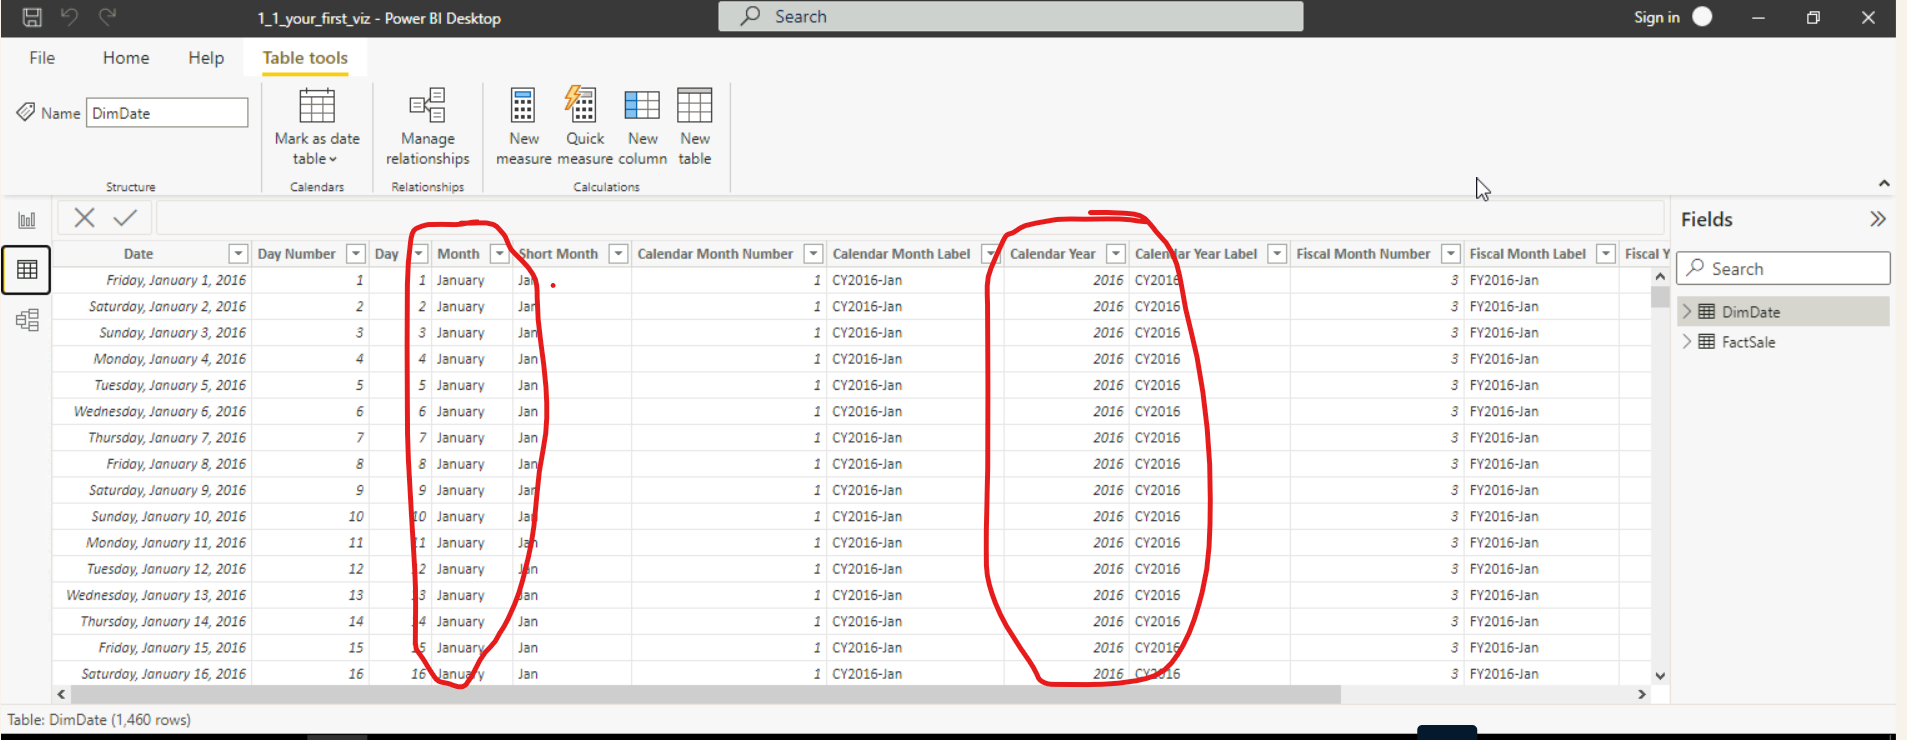 1_1_your_first_viz - Power BI Desktop
Search
Sign in
File Home Help Table tools
Name DimDate
Mark as date table
Manage relationships
New measure
Quick measure
New column
New table
Structure Calendars Relationships Calculations
Fields
Search
DimDate
FactSale
Date Day Number Day Month Short Month Calendar Month Number Calendar Month Label Calendar Year Calendar Year Label Fiscal Month Number Fiscal Month Label Fiscal Y
Friday, January 1, 2016 1 1 January Jan 1 CY2016-Jan 2016 CY2016 3 FY2016-Jan
Saturday, January 2, 2016 2 2 January Jan 1 CY2016-Jan 2016 CY2016 3 FY2016-Jan
Sunday, January 3, 2016 3 3 January Jan 1 CY2016-Jan 2016 CY2016 3 FY2016-Jan
Monday, January 4, 2016 4 4 January Jan 1 CY2016-Jan 2016 CY2016 3 FY2016-Jan
Tuesday, January 5, 2016 5 5 January Jan 1 CY2016-Jan 2016 CY2016 3 FY2016-Jan
Wednesday, January 6, 2016 6 6 January Jan 1 CY2016-Jan 2016 CY2016 3 FY2016-Jan
Thursday, January 7, 2016 7 7 January Jan 1 CY2016-Jan 2016 CY2016 3 FY2016-Jan
Friday, January 8, 2016 8 8 January Jan 1 CY2016-Jan 2016 CY2016 3 FY2016-Jan
Saturday, January 9, 2016 9 9 January Jan 1 CY2016-Jan 2016 CY2016 3 FY2016-Jan
Sunday, January 10, 2016 10 10 January Jan 1 CY2016-Jan 2016 CY2016 3 FY2016-Jan
Monday, January 11, 2016 11 11 January Jan 1 CY2016-Jan 2016 CY2016 3 FY2016-Jan
Tuesday, January 12, 2016 12 12 January Jan 1 CY2016-Jan 2016 CY2016 3 FY2016-Jan
Wednesday, January 13, 2016 13 13 January Jan 1 CY2016-Jan 2016 CY2016 3 FY2016-Jan
Thursday, January 14, 2016 14 14 January Jan 1 CY2016-Jan 2016 CY2016 3 FY2016-Jan
Friday, January 15, 2016 15 15 January Jan 1 CY2016-Jan 2016 CY2016 3 FY2016-Jan
Saturday, January 16, 2016 16 16 January Jan 1 CY2016-Jan 2016 CY2016 3 FY2016-Jan
Table: DimDate (1,460 rows)